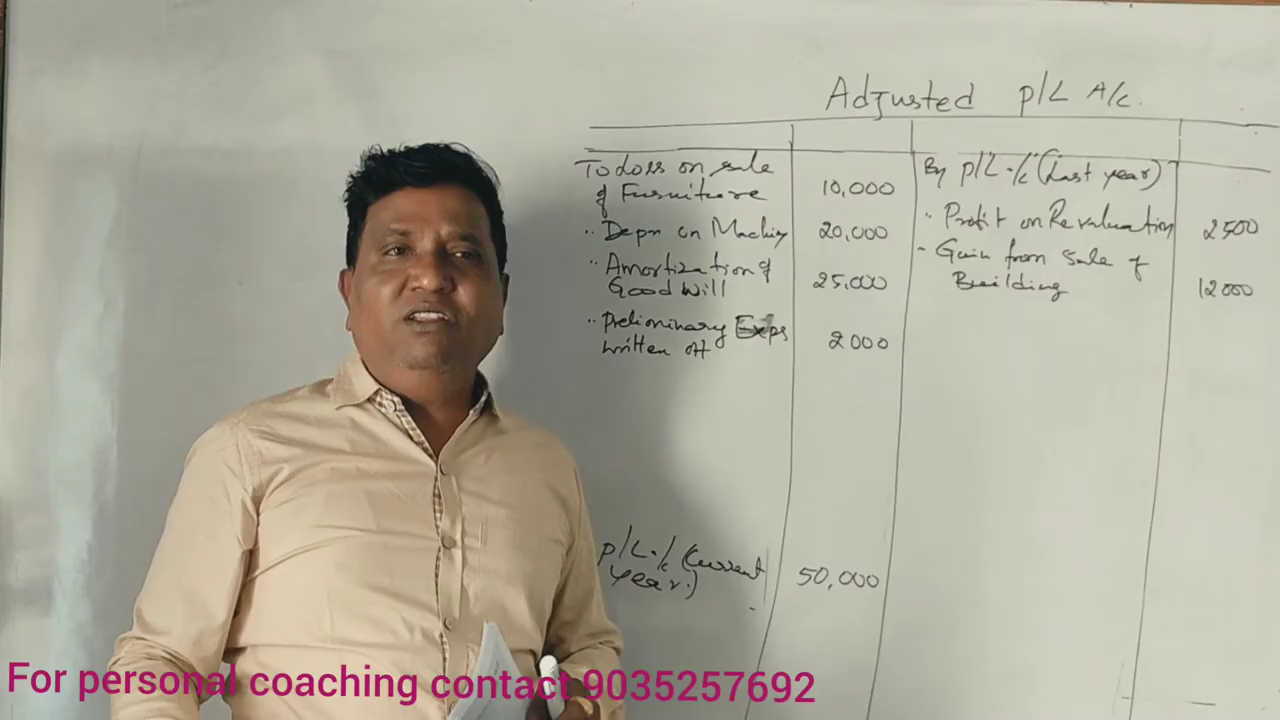 Adjusted P/L A/c.
To Loss on sale
of Furniture 10,000
" Depn on Machiny 20,000
" Amortization of
Good Will 25,000
" Preliminary Exps
written off 2000
P/L A/c (Current
year.) 50,000
By P/L A/c (Last year)
" Profit on Revaluation 2500
" Gain from sale of
Building 12000
For personal coaching contact 9035257692